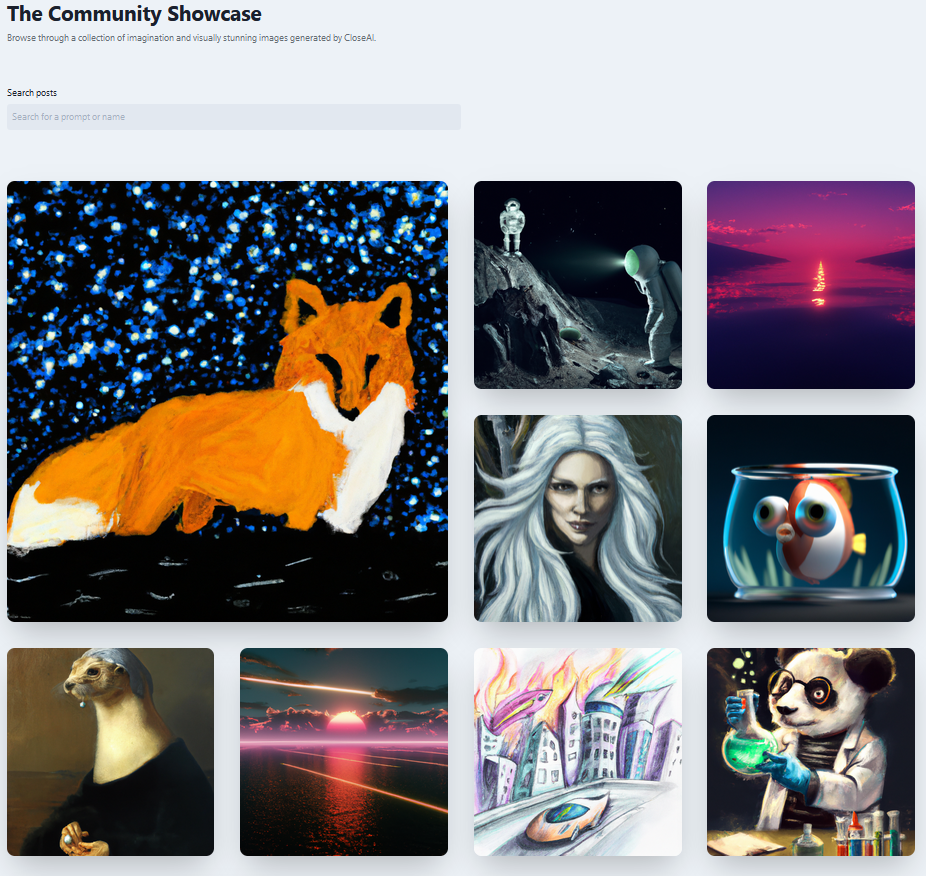 The Community Showcase
Browse through a collection of imagination and visually stunning images generated by CloseAI.
Search posts
Search for a prompt or name